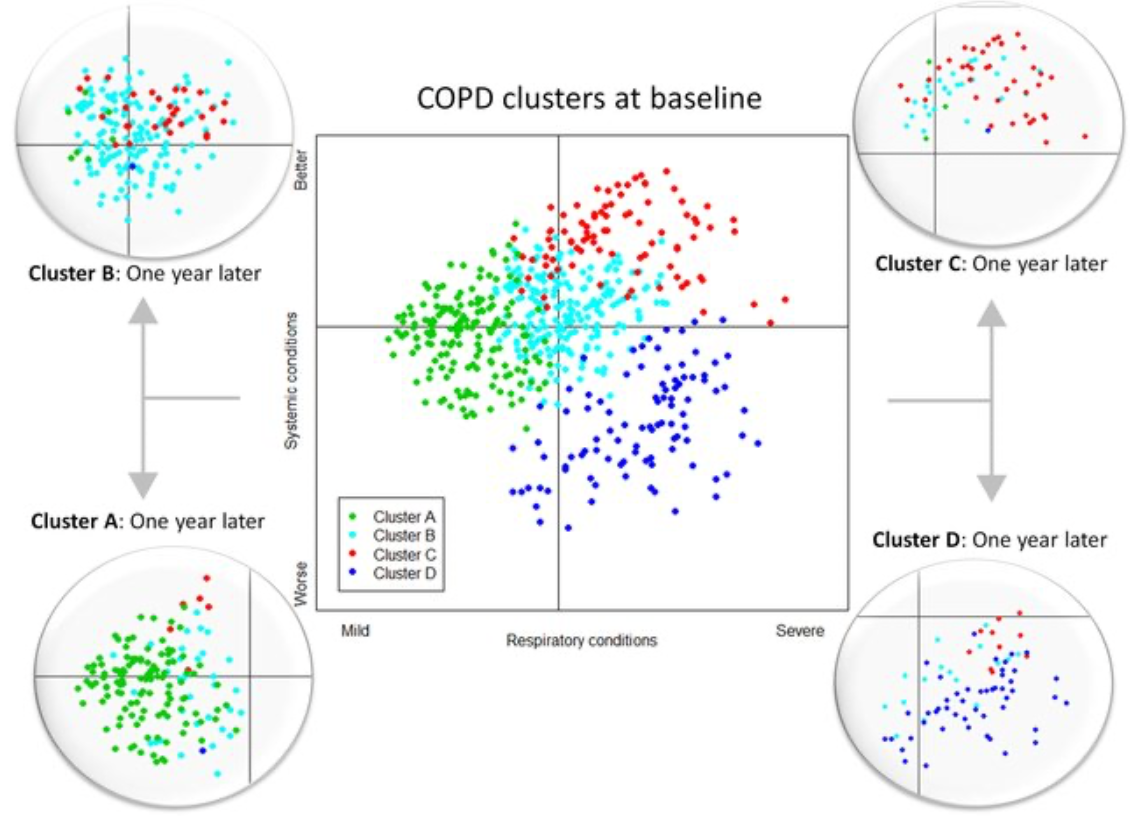 COPD clusters at baseline
Better
Systemic conditions
Worse
Mild
Respiratory conditions
Severe
Cluster A
Cluster B
Cluster C
Cluster D
Cluster B: One year later
Cluster C: One year later
Cluster A: One year later
Cluster D: One year later